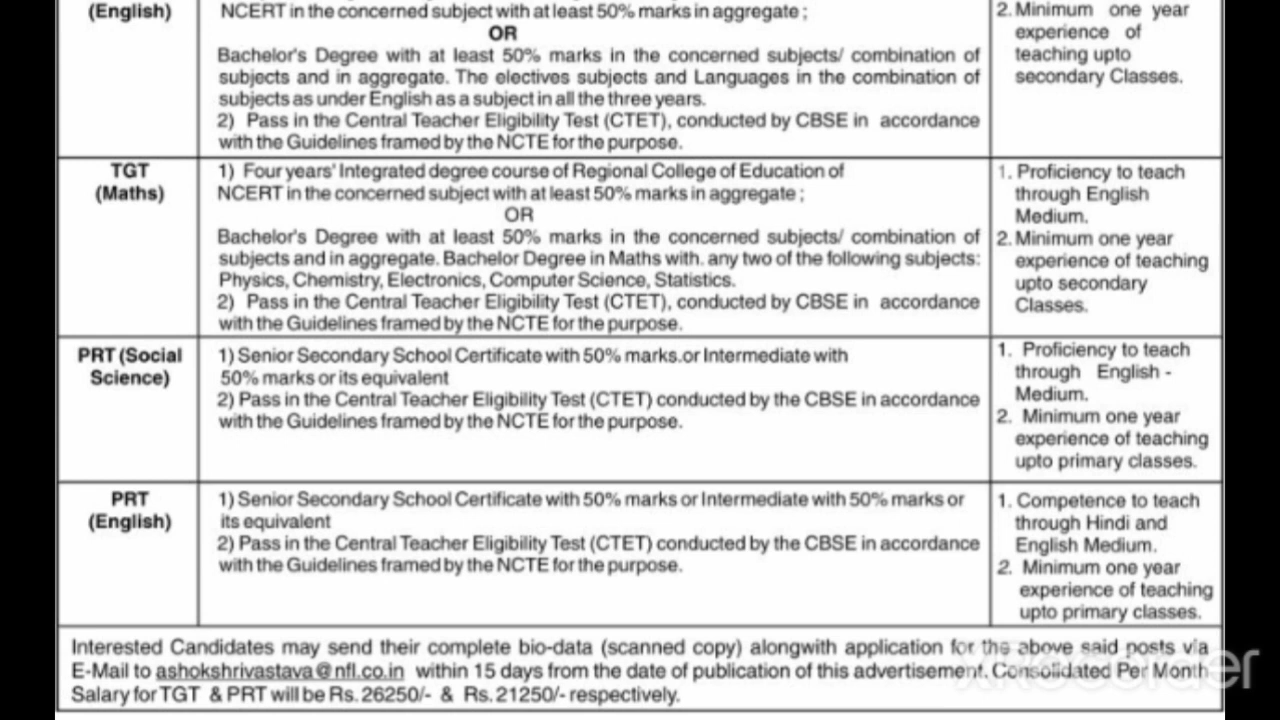 (English)
NCERT in the concerned subject with at least 50% marks in aggregate ;
OR
Bachelor's Degree with at least 50% marks in the concerned subjects/ combination of
subjects and in aggregate. The electives subjects and Languages in the combination of
subjects as under English as a subject in all the three years.
2) Pass in the Central Teacher Eligibility Test (CTET), conducted by CBSE in accordance
with the Guidelines framed by the NCTE for the purpose.
2. Minimum one year
experience of
teaching upto
secondary Classes.
TGT
(Maths)
1) Four years' Integrated degree course of Regional College of Education of
NCERT in the concerned subject with at least 50% marks in aggregate ;
OR
Bachelor's Degree with at least 50% marks in the concerned subjects/ combination of
subjects and in aggregate. Bachelor Degree in Maths with. any two of the following subjects:
Physics, Chemistry, Electronics, Computer Science, Statistics.
2) Pass in the Central Teacher Eligibility Test (CTET), conducted by CBSE in accordance
with the Guidelines framed by the NCTE for the purpose.
1. Proficiency to teach
through English
Medium.
2. Minimum one year
experience of teaching
upto secondary
Classes.
PRT (Social
Science)
1) Senior Secondary School Certificate with 50% marks.or Intermediate with
50% marks or its equivalent
2) Pass in the Central Teacher Eligibility Test (CTET) conducted by the CBSE in accordance
with the Guidelines framed by the NCTE for the purpose.
1. Proficiency to teach
through English -
Medium.
2. Minimum one year
experience of teaching
upto primary classes.
PRT
(English)
1) Senior Secondary School Certificate with 50% marks or Intermediate with 50% marks or
its equivalent
2) Pass in the Central Teacher Eligibility Test (CTET) conducted by the CBSE in accordance
with the Guidelines framed by the NCTE for the purpose.
1. Competence to teach
through Hindi and
English Medium.
2. Minimum one year
experience of teaching
upto primary classes.
Interested Candidates may send their complete bio-data (scanned copy) alongwith application for the above said posts via
E-Mail to ashokshrivastava@nfl.co.in within 15 days from the date of publication of this advertisement. Consolidated Per Month
Salary for TGT & PRT will be Rs. 26250/- & Rs. 21250/- respectively.
XRecorder